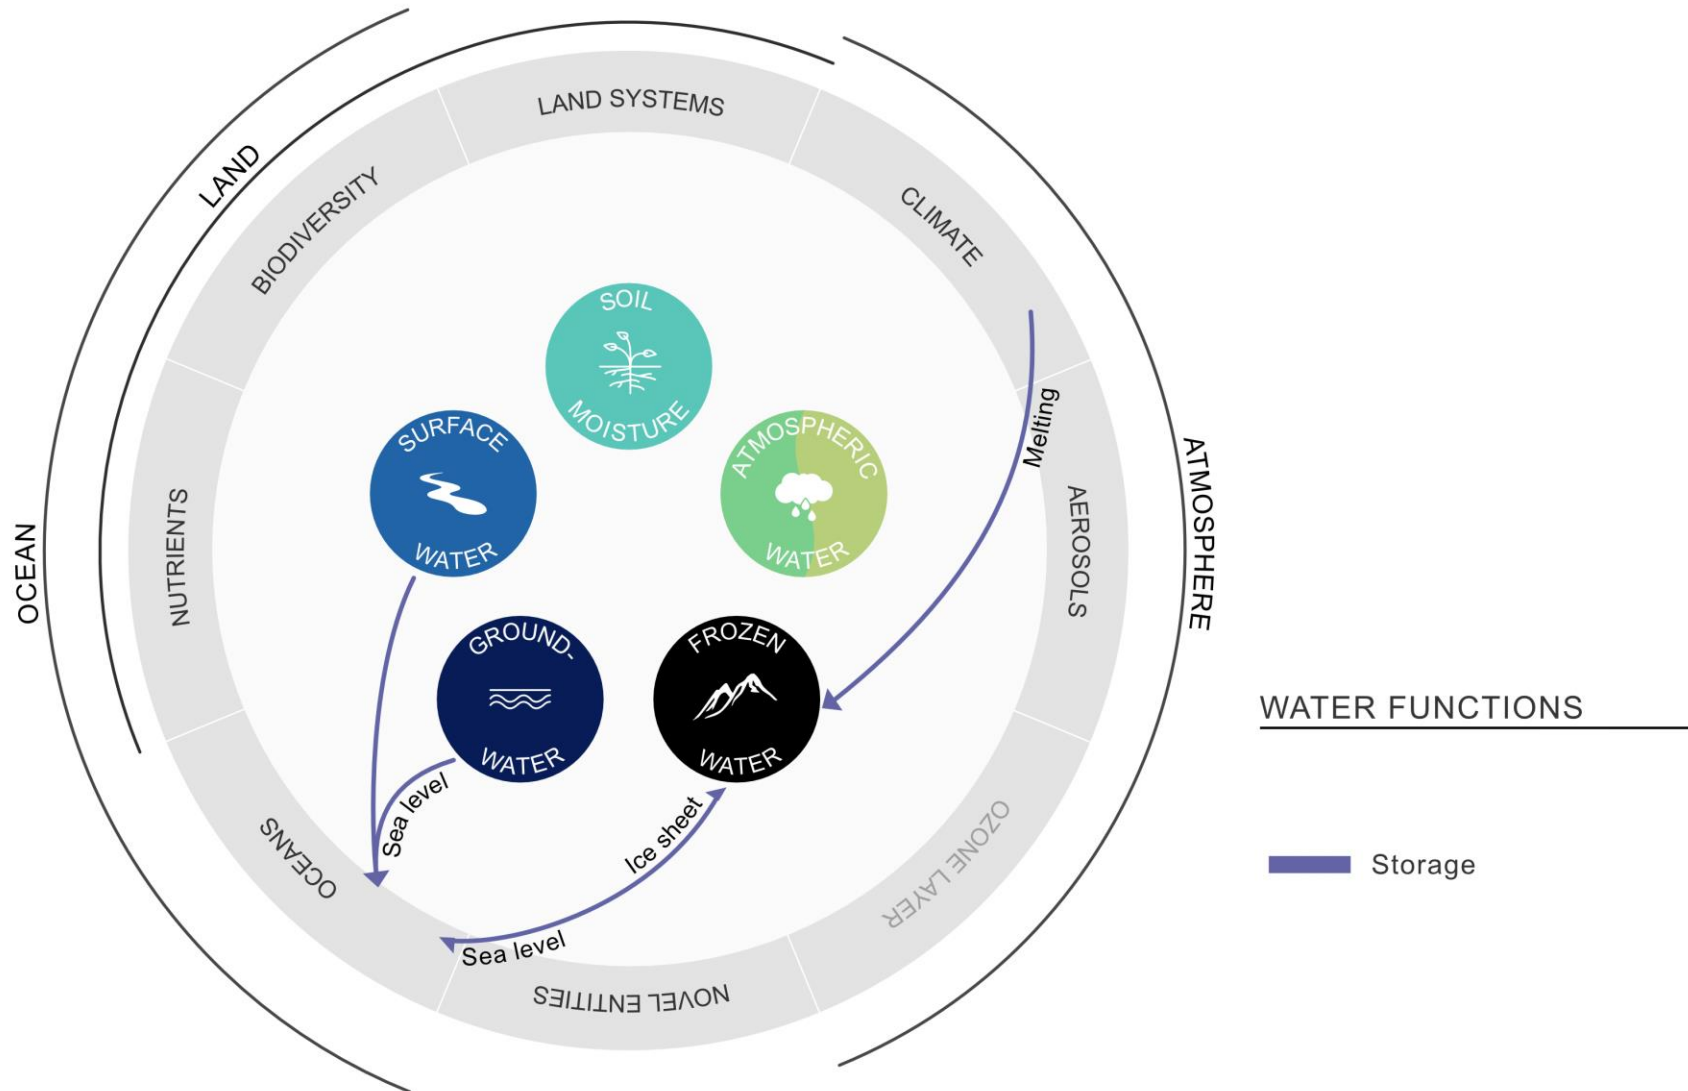 LAND SYSTEMS
LAND
BIODIVERSITY
CLIMATE
SOIL
MOISTURE
SURFACE
WATER
ATMOSPHERIC
WATER
Melting
ATMOSPHERE
AEROSOLS
NUTRIENTS
OCEAN
GROUND-
WATER
FROZEN
WATER
WATER FUNCTIONS
Storage
Sea level
Ice sheet
OCEANS
OZONE LAYER
Sea level
NOVEL ENTITIES